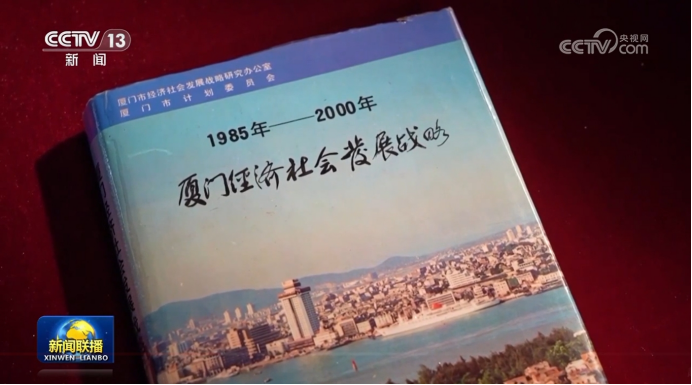 CCTV 13
新闻
央视网
CCTV.com
厦门市经济社会发展战略研究办公室
厦门市计划委员会
1985年——2000年
厦门经济社会发展战略
新闻联播
XINWEN LIANBO